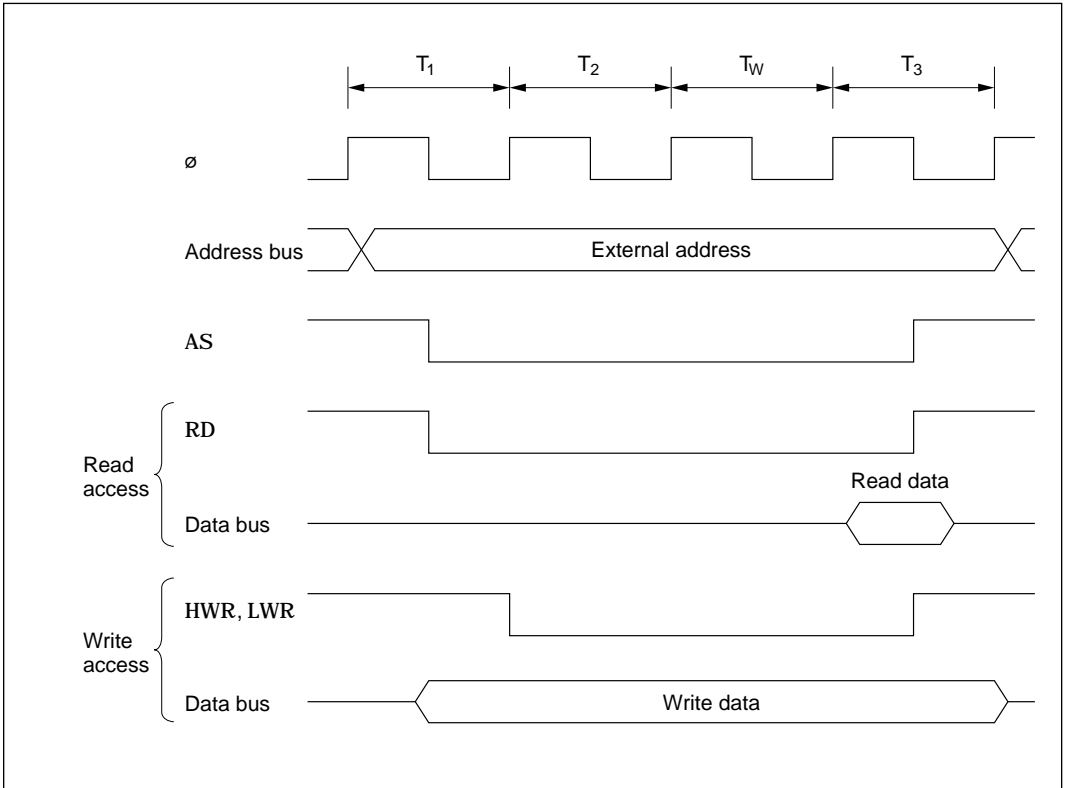 T1 T2 TW T3
ø
Address bus External address
AS
RD
Read access
Read data
Data bus
HWR, LWR
Write access
Data bus Write data